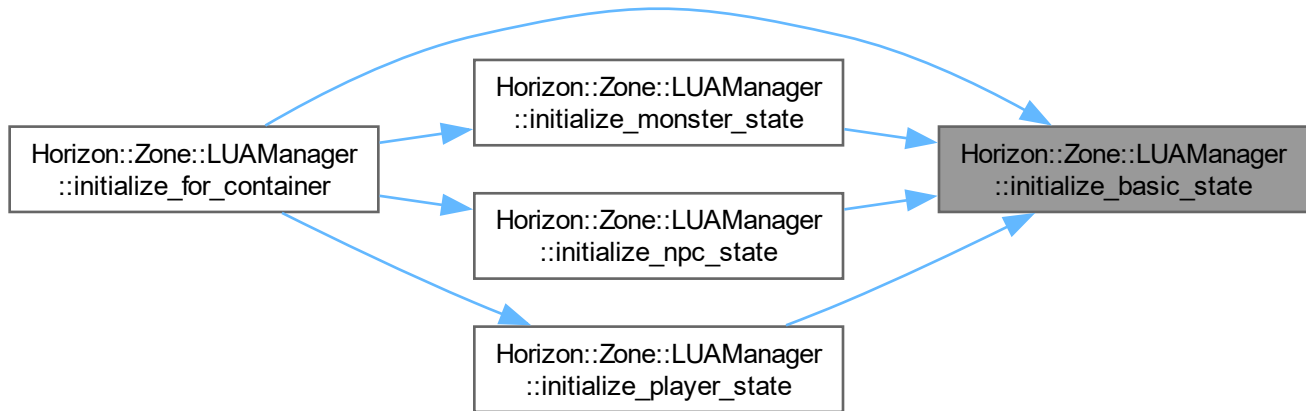 Horizon::Zone::LUAManager
::initialize_for_container
Horizon::Zone::LUAManager
::initialize_monster_state
Horizon::Zone::LUAManager
::initialize_npc_state
Horizon::Zone::LUAManager
::initialize_player_state
Horizon::Zone::LUAManager
::initialize_basic_state